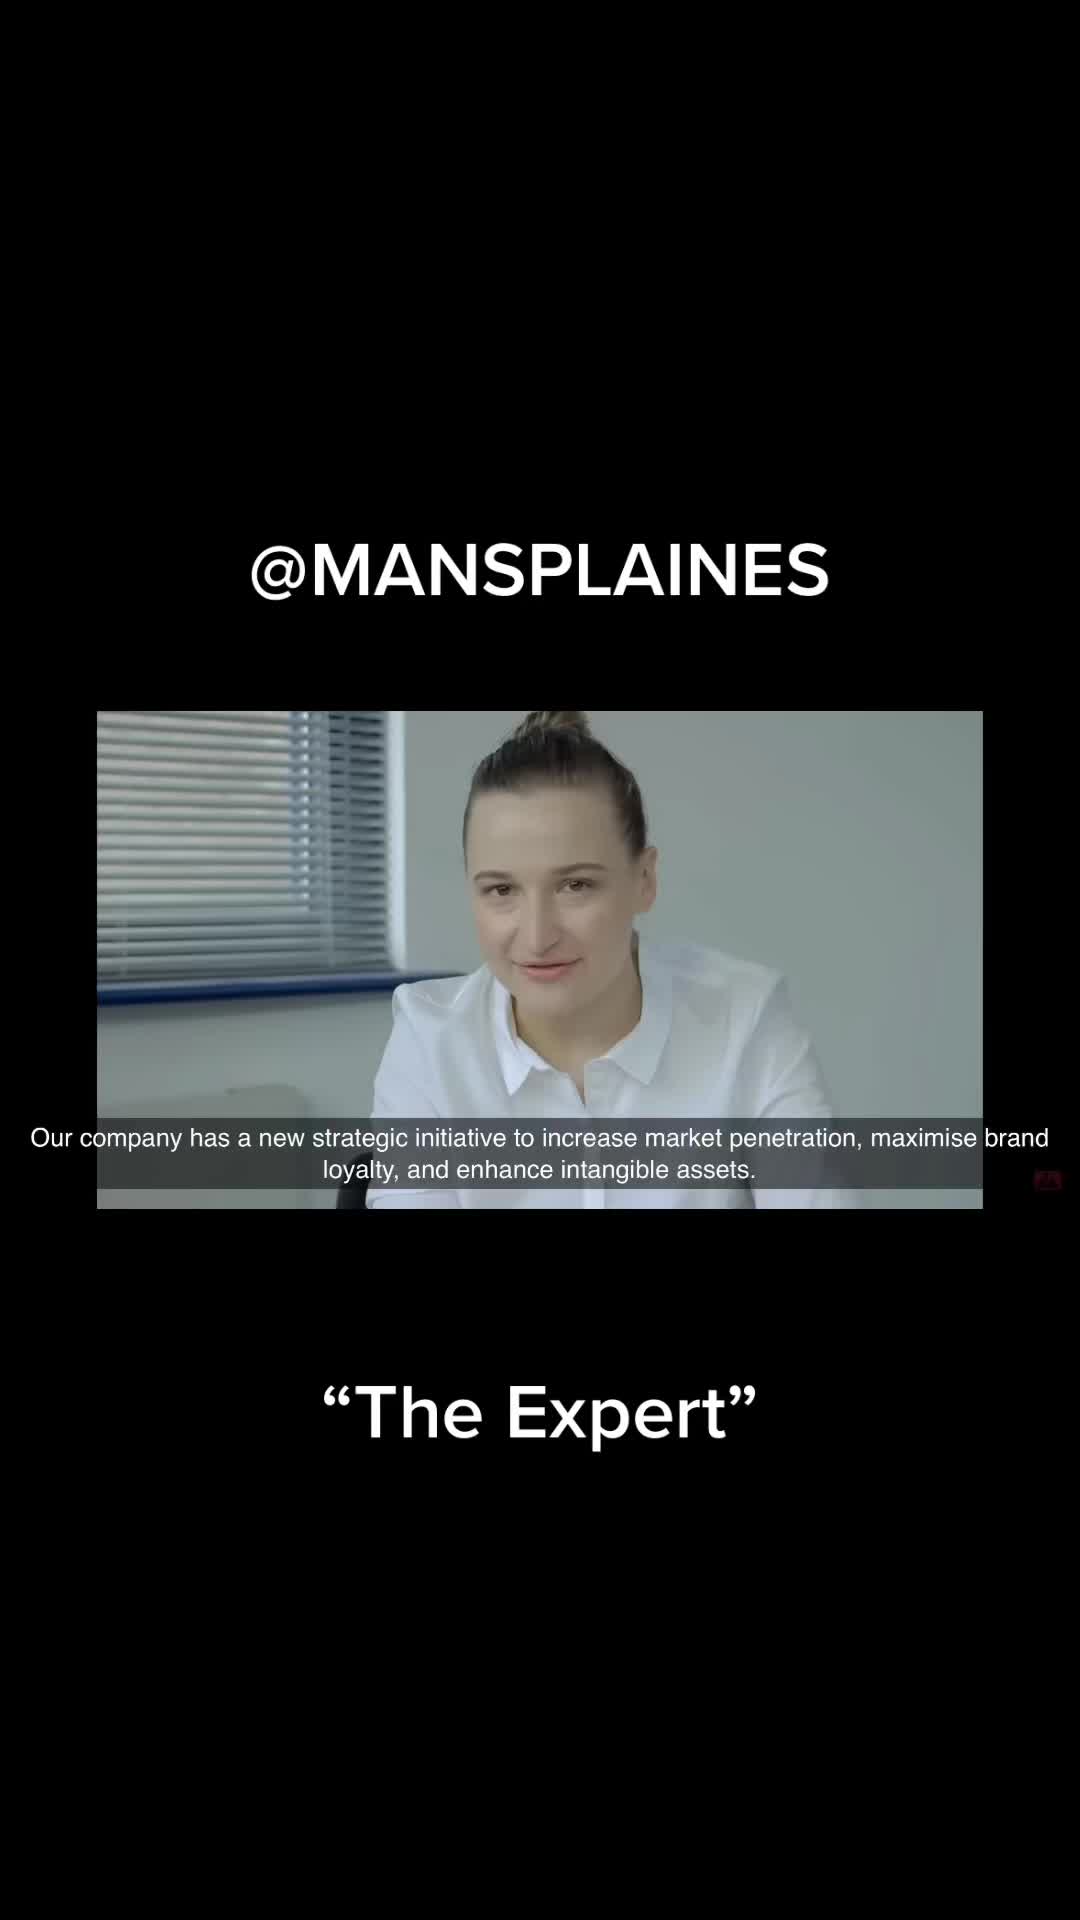 @MANSPLAINES
Our company has a new strategic initiative to increase market penetration, maximise brand
loyalty, and enhance intangible assets.
“The Expert”